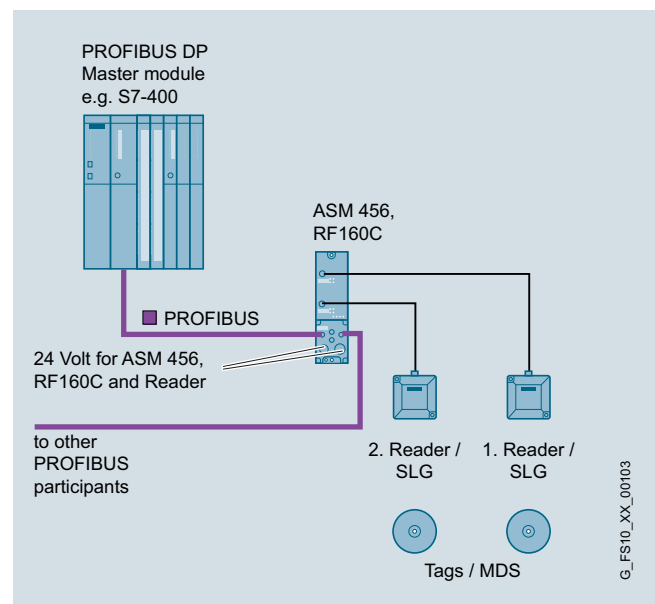 PROFIBUS DP
Master module
e.g. S7-400
ASM 456,
RF160C
PROFIBUS
24 Volt for ASM 456,
RF160C and Reader
to other
PROFIBUS
participants
2. Reader /
SLG
1. Reader /
SLG
Tags / MDS
G_FS10_XX_00103